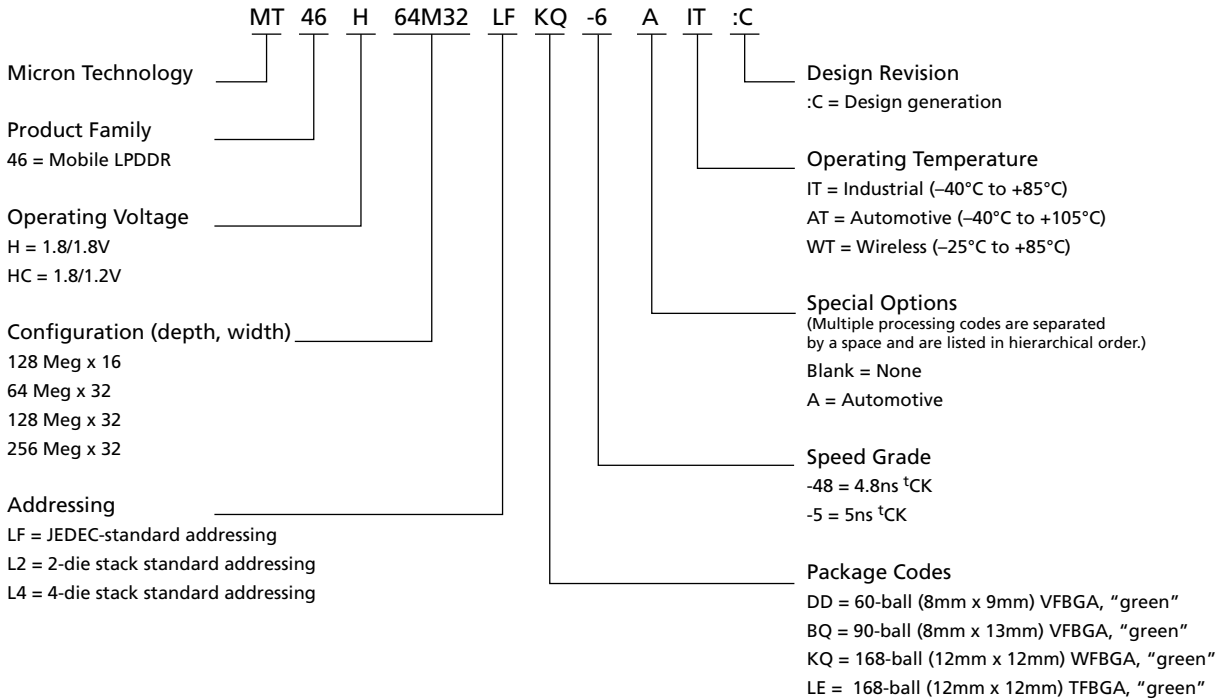 MT 46 H 64M32 LF KQ -6 A IT :C
Micron Technology
Product Family
46 = Mobile LPDDR
Operating Voltage
H = 1.8/1.8V
HC = 1.8/1.2V
Configuration (depth, width)
128 Meg x 16
64 Meg x 32
128 Meg x 32
256 Meg x 32
Addressing
LF = JEDEC-standard addressing
L2 = 2-die stack standard addressing
L4 = 4-die stack standard addressing
Design Revision
:C = Design generation
Operating Temperature
IT = Industrial (–40°C to +85°C)
AT = Automotive (–40°C to +105°C)
WT = Wireless (–25°C to +85°C)
Special Options
(Multiple processing codes are separated
by a space and are listed in hierarchical order.)
Blank = None
A = Automotive
Speed Grade
-48 = 4.8ns tCK
-5 = 5ns tCK
Package Codes
DD = 60-ball (8mm x 9mm) VFBGA, “green”
BQ = 90-ball (8mm x 13mm) VFBGA, “green”
KQ = 168-ball (12mm x 12mm) WFBGA, “green”
LE = 168-ball (12mm x 12mm) TFBGA, “green”